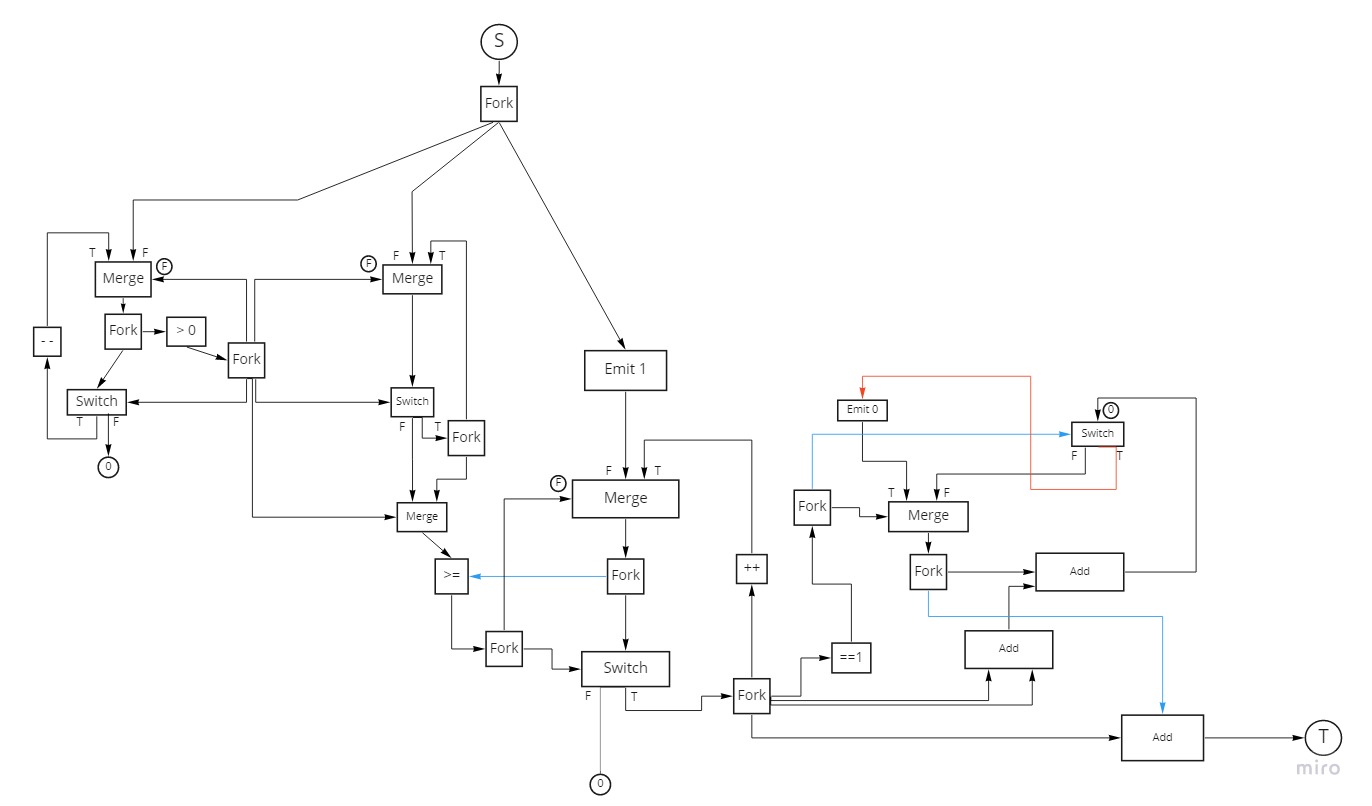 S
Fork
T F
Merge F
F
F T
Merge
Fork
> 0
- -
Fork
Emit 1
Switch
T F
0
Switch
F T
Fork
Emit 0
0
Switch
F T
F T
F
Merge
Merge
T F
Fork
Merge
>=
Fork
++
Fork
Add
Fork
Switch
F T
==1
Add
Fork
Add
T
0
miro